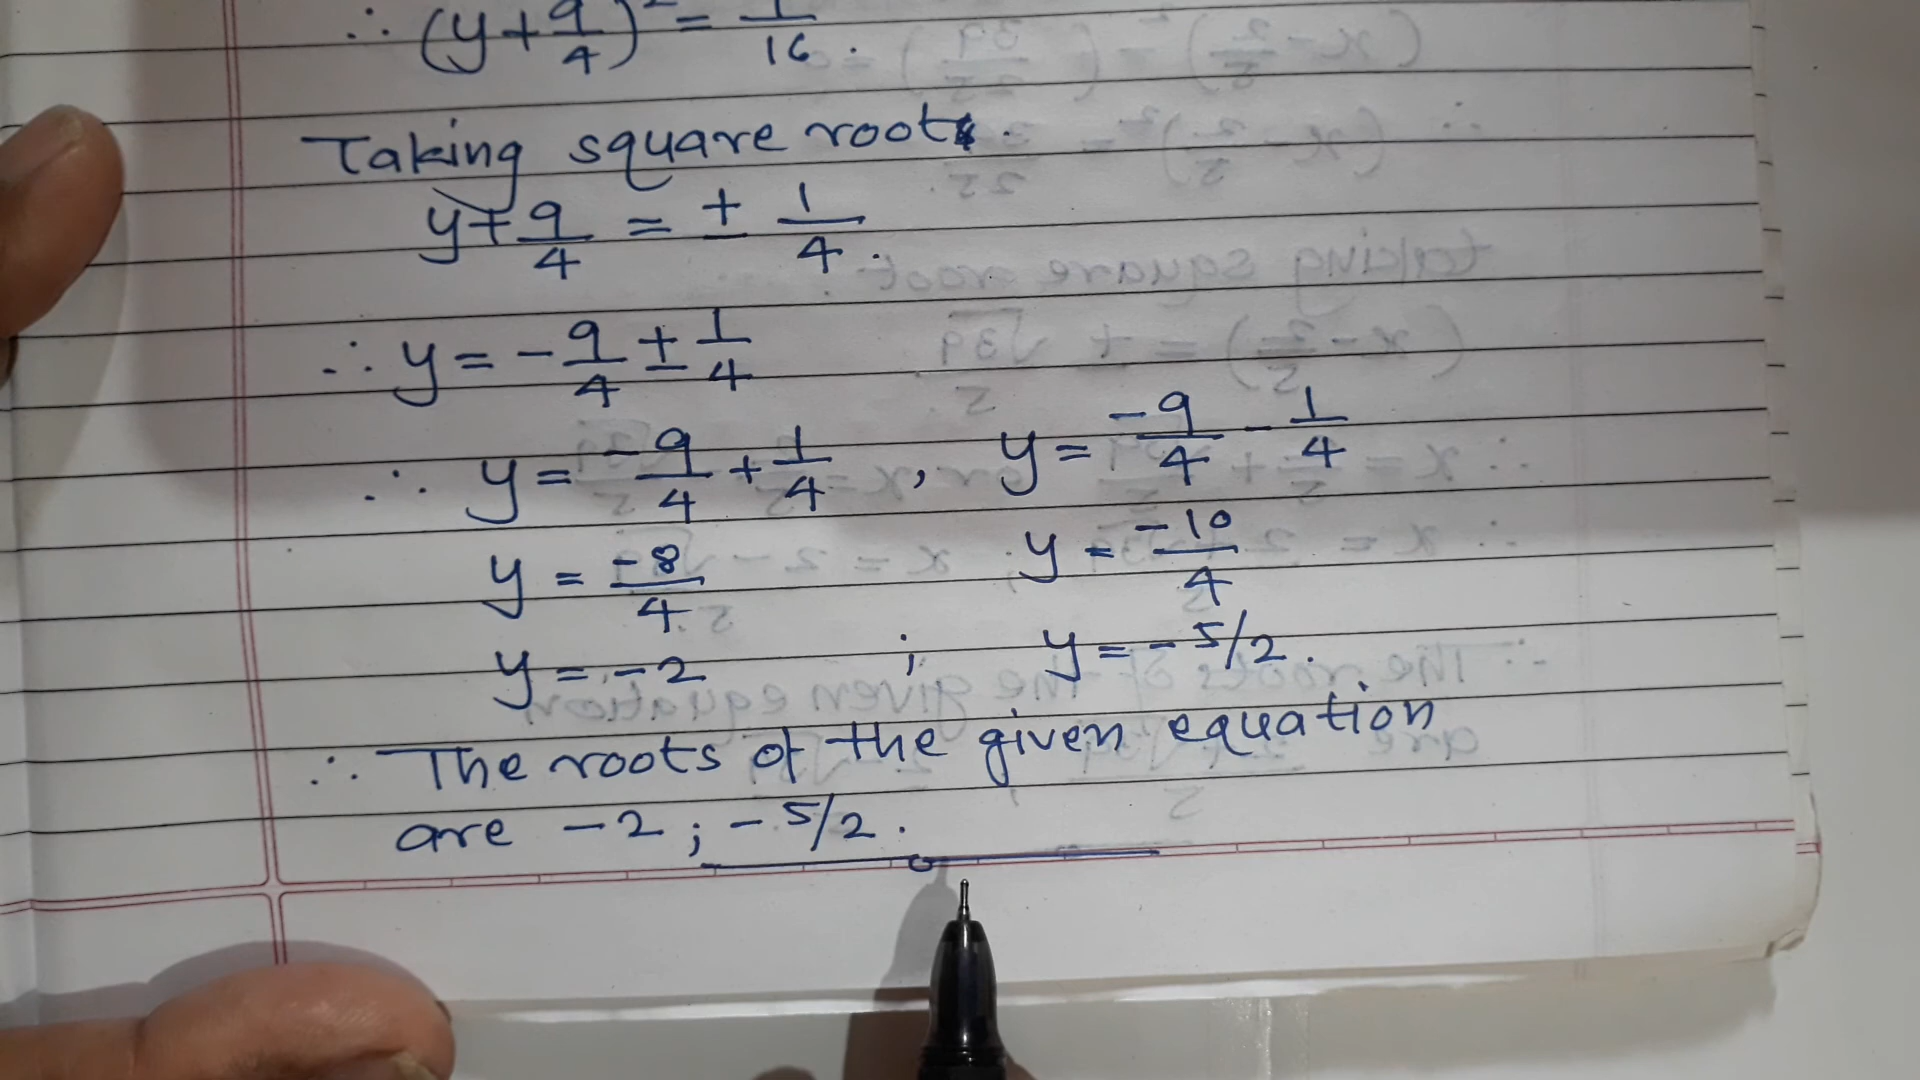 ∴ (y+9/4)² = 1/16.
Taking square root.
y+9/4 = ± 1/4.
∴ y = -9/4 ± 1/4
∴ y = -9/4 + 1/4 , y = -9/4 - 1/4
y = -8/4 y = -10/4
y = -2 ; y = -5/2.
∴ The roots of the given equation
are -2 ; -5/2.